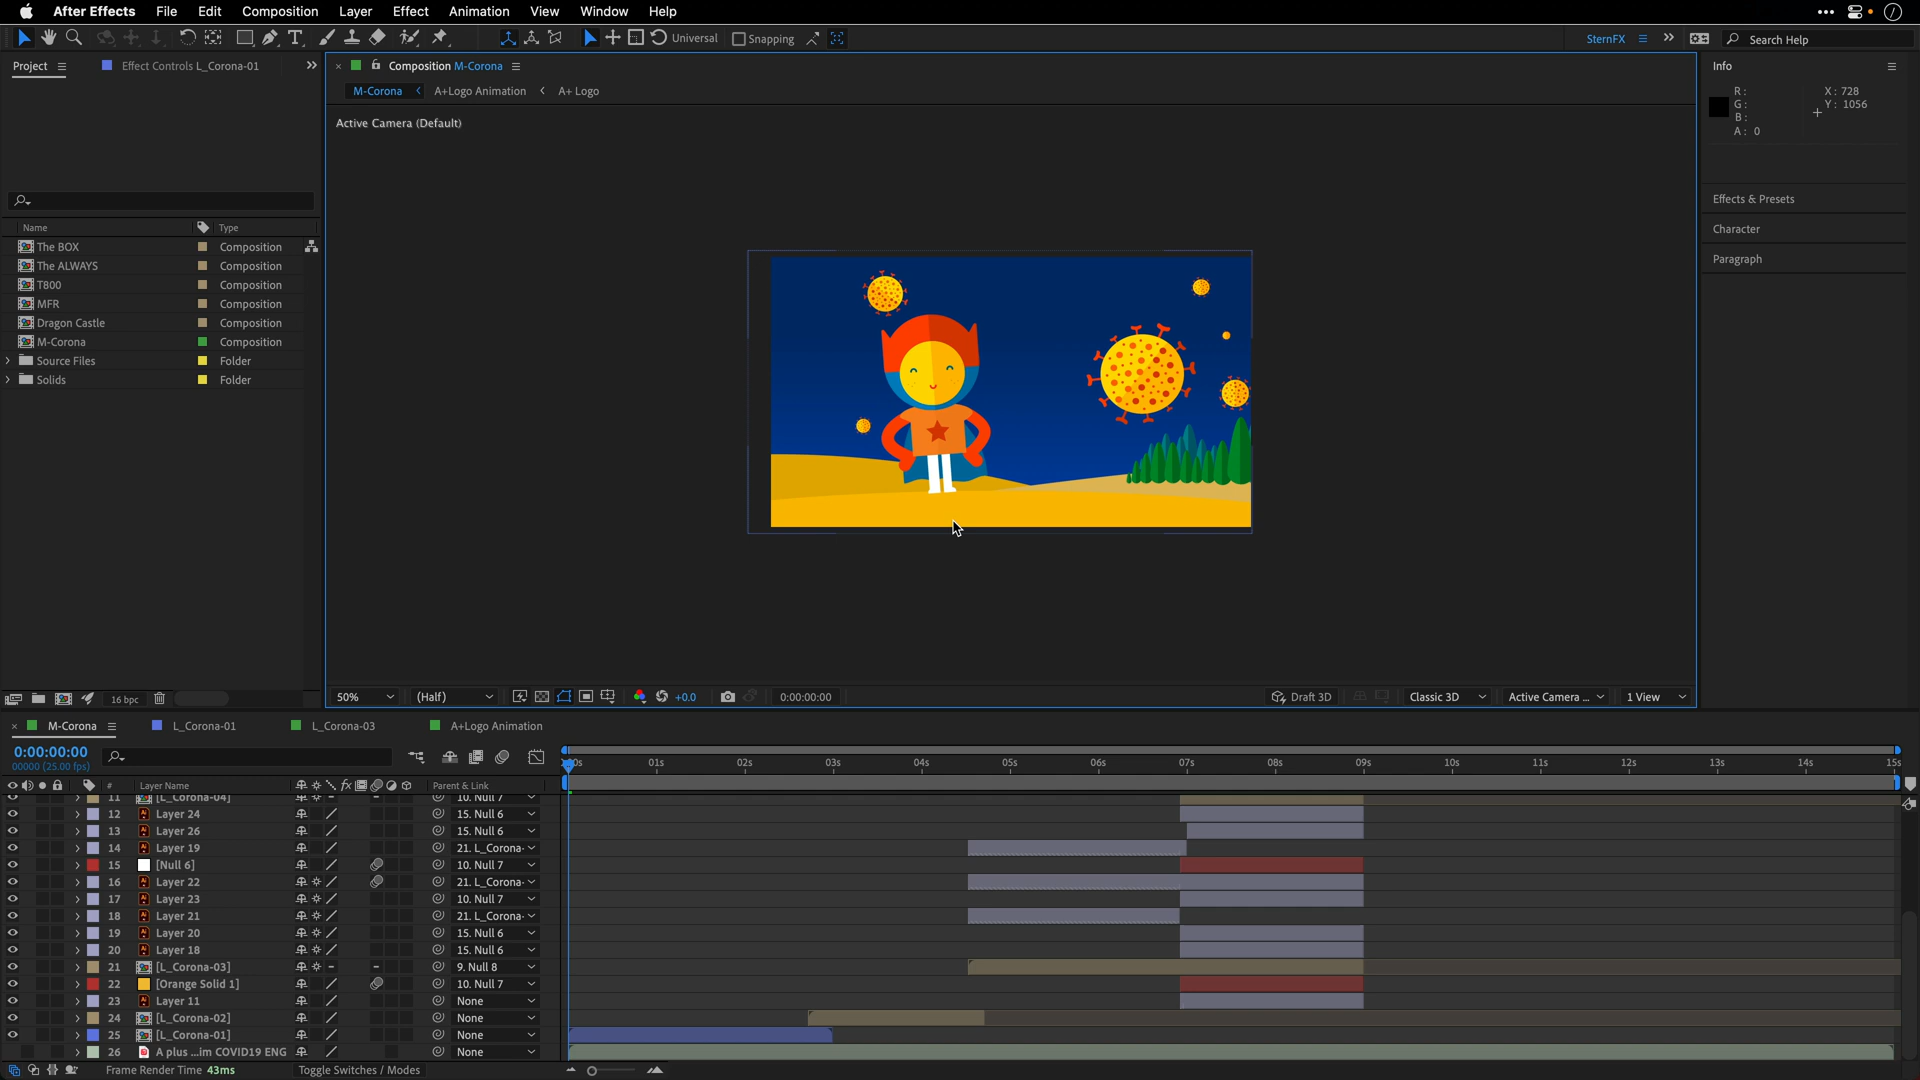 After Effects File Edit Composition Layer Effect Animation View Window Help
Universal Snapping SternFX Search Help
Project Effect Controls L_Corona-01
Composition M-Corona
M-Corona A+Logo Animation A+ Logo
Active Camera (Default)
Info
R: X: 728
G: Y: 1056
B:
A: 0
Effects & Presets
Character
Paragraph
Name Type
The BOX Composition
The ALWAYS Composition
T800 Composition
MFR Composition
Dragon Castle Composition
M-Corona Composition
Source Files Folder
Solids Folder
16 bpc
50% (Half) +0.0 0:00:00:00 Draft 3D Classic 3D Active Camera ... 1 View
M-Corona L_Corona-01 L_Corona-03 A+Logo Animation
0:00:00:00
00000 (25.00 fps)
01s 02s 03s 04s 05s 06s 07s 08s 09s 10s 11s 12s 13s 14s 15s
# Layer Name Parent & Link
11 [L_Corona-04] 10. Null 7
12 Layer 24 15. Null 6
13 Layer 26 15. Null 6
14 Layer 19 21. L_Corona-
15 [Null 6] 10. Null 7
16 Layer 22 21. L_Corona-
17 Layer 23 10. Null 7
18 Layer 21 21. L_Corona-
19 Layer 20 15. Null 6
20 Layer 18 15. Null 6
21 [L_Corona-03] 9. Null 8
22 [Orange Solid 1] 10. Null 7
23 Layer 11 None
24 [L_Corona-02] None
25 [L_Corona-01] None
26 A plus ...im COVID19 ENG None
Frame Render Time 43ms Toggle Switches / Modes